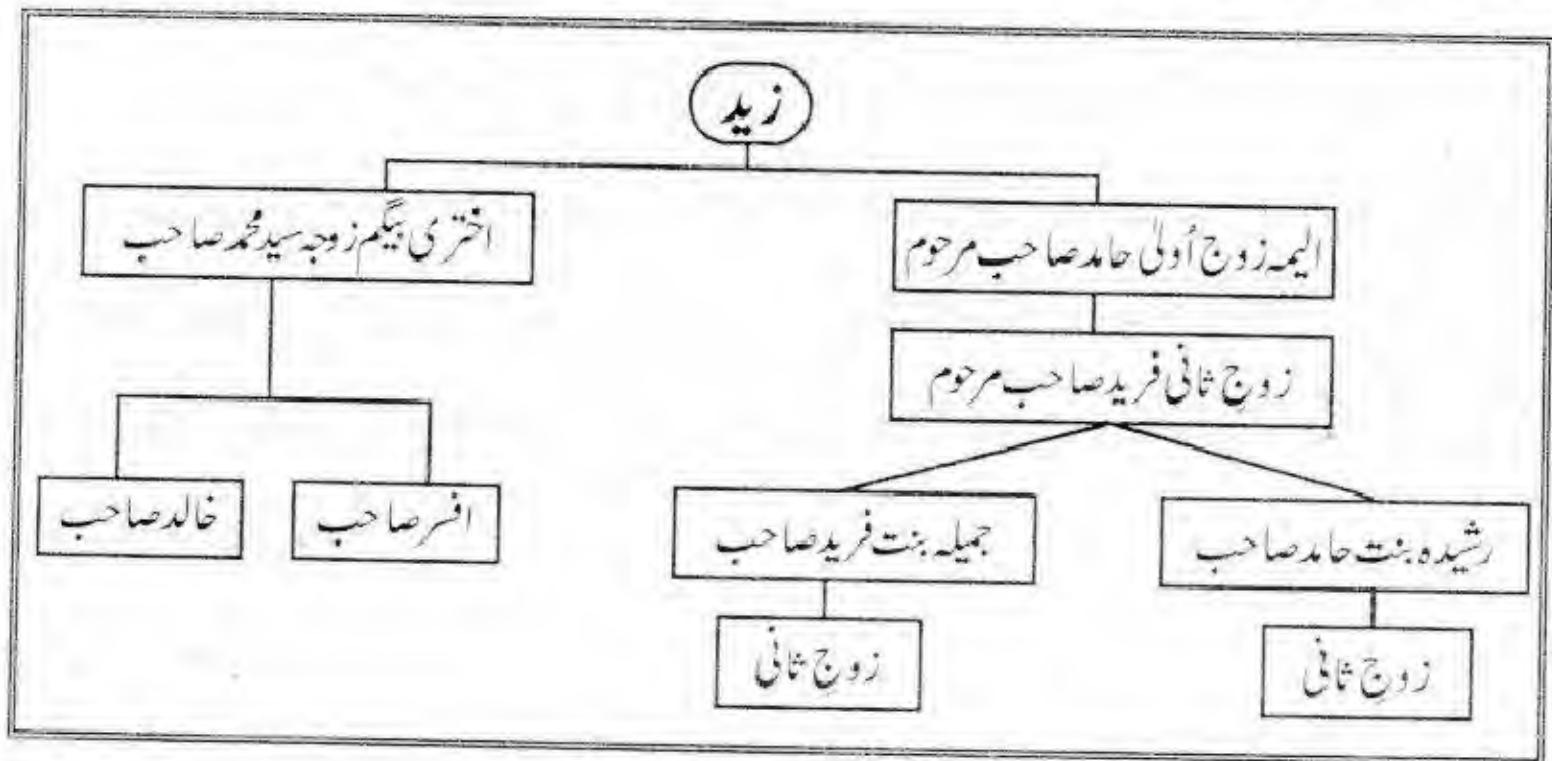 زید
الیمہ زوج أولیٰ حامد صاحب مرحوم
اختری بیگم زوجہ سید محمد صاحب
زوجِ ثانی فرید صاحب مرحوم
رشیدہ بنت حامد صاحب
جمیلہ بنت فرید صاحب
افسر صاحب
خالد صاحب
زوجِ ثانی
زوجِ ثانی